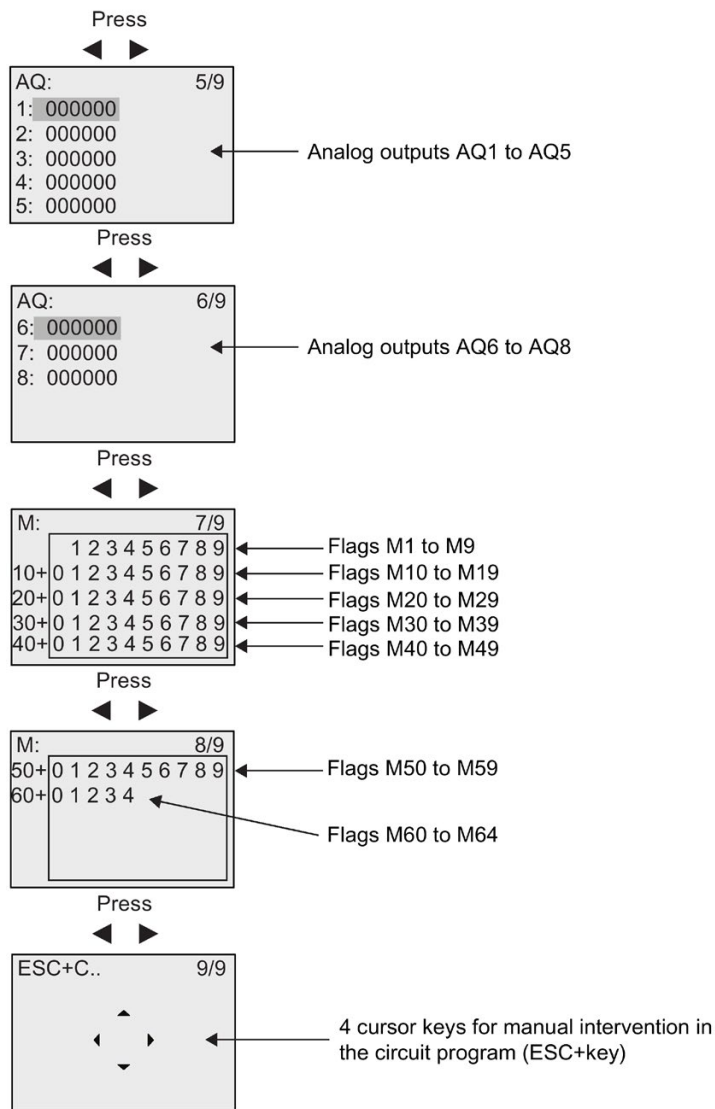 Press
AQ: 5/9
1: 000000
2: 000000
3: 000000
4: 000000
5: 000000
Analog outputs AQ1 to AQ5
Press
AQ: 6/9
6: 000000
7: 000000
8: 000000
Analog outputs AQ6 to AQ8
Press
M: 7/9
1 2 3 4 5 6 7 8 9 Flags M1 to M9
10+0 1 2 3 4 5 6 7 8 9 Flags M10 to M19
20+0 1 2 3 4 5 6 7 8 9 Flags M20 to M29
30+0 1 2 3 4 5 6 7 8 9 Flags M30 to M39
40+0 1 2 3 4 5 6 7 8 9 Flags M40 to M49
Press
M: 8/9
50+0 1 2 3 4 5 6 7 8 9 Flags M50 to M59
60+0 1 2 3 4
Flags M60 to M64
Press
ESC+C.. 9/9
4 cursor keys for manual intervention in
the circuit program (ESC+key)